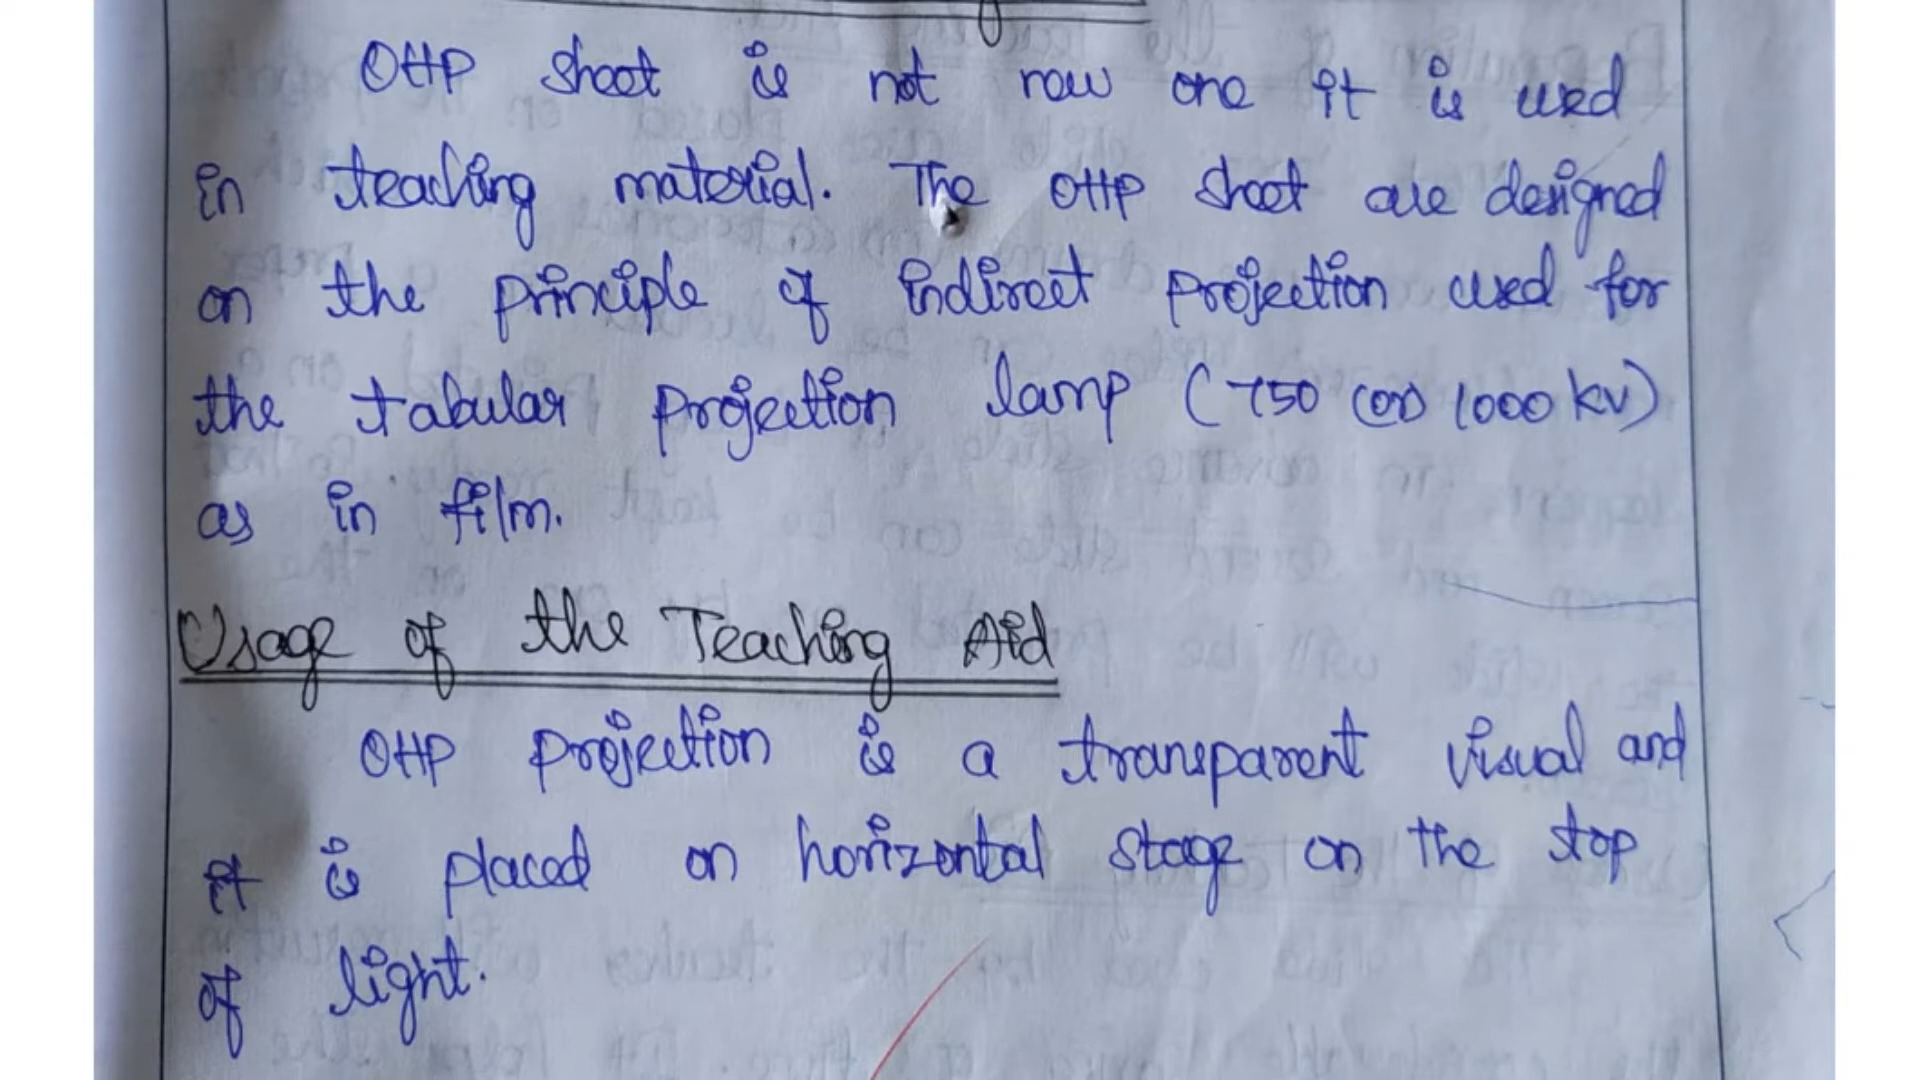 OHP sheet is not new one it is used
in teaching material. The OHP sheet are designed
on the principle of indirect projection used for
the tabular projection lamp (750 (or) 1000 kv)
as in film.
Usage of the Teaching Aid
OHP projection is a transparent visual and
it is placed on horizontal stage on the stop
of light.